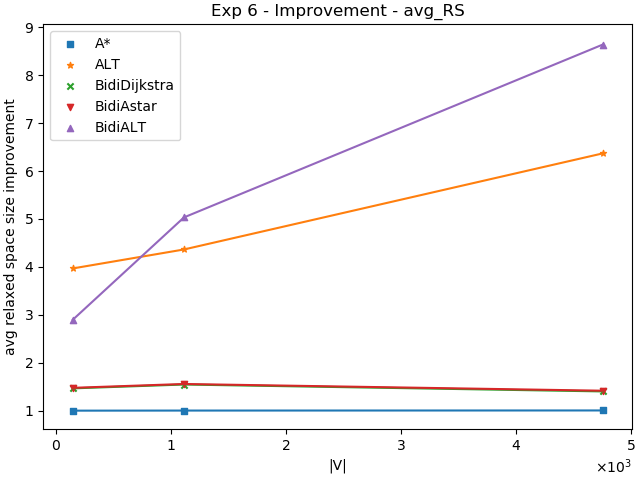 Exp 6 - Improvement - avg_RS
avg relaxed space size improvement
9
8
7
6
5
4
3
2
1
A*
ALT
BidiDijkstra
BidiAstar
BidiALT
0 1 2 3 4 5
|V|
×10³